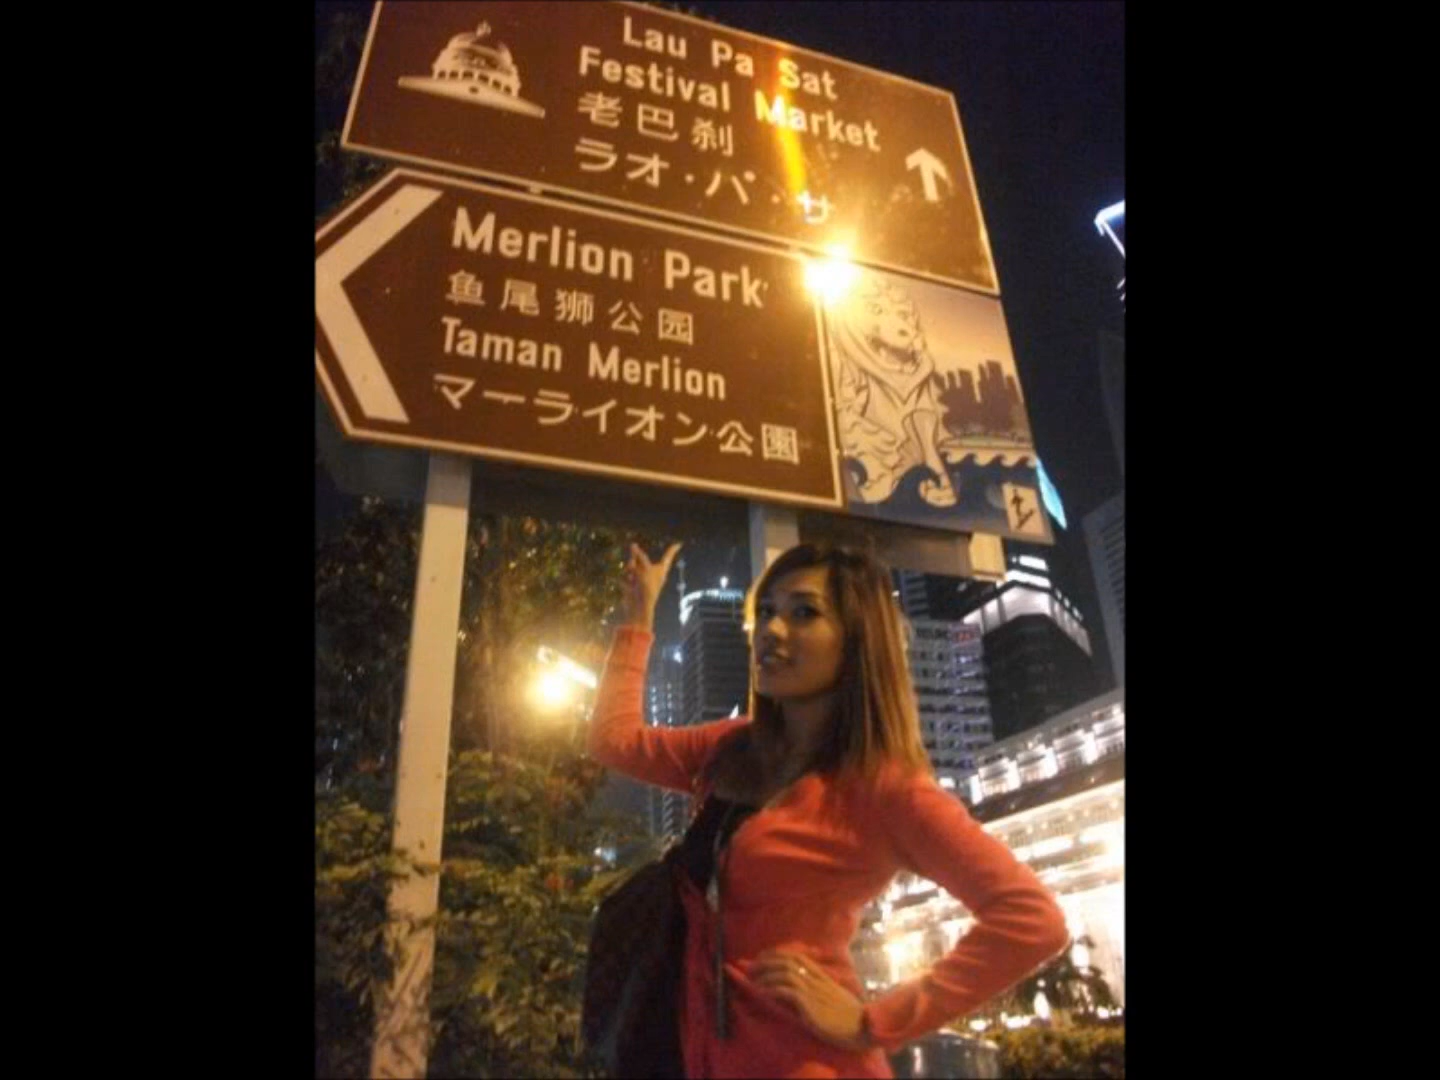 Lau Pa Sat
Festival Market
老巴刹
ラオ・パ・サ
Merlion Park
鱼尾狮公园
Taman Merlion
マーライオン公園